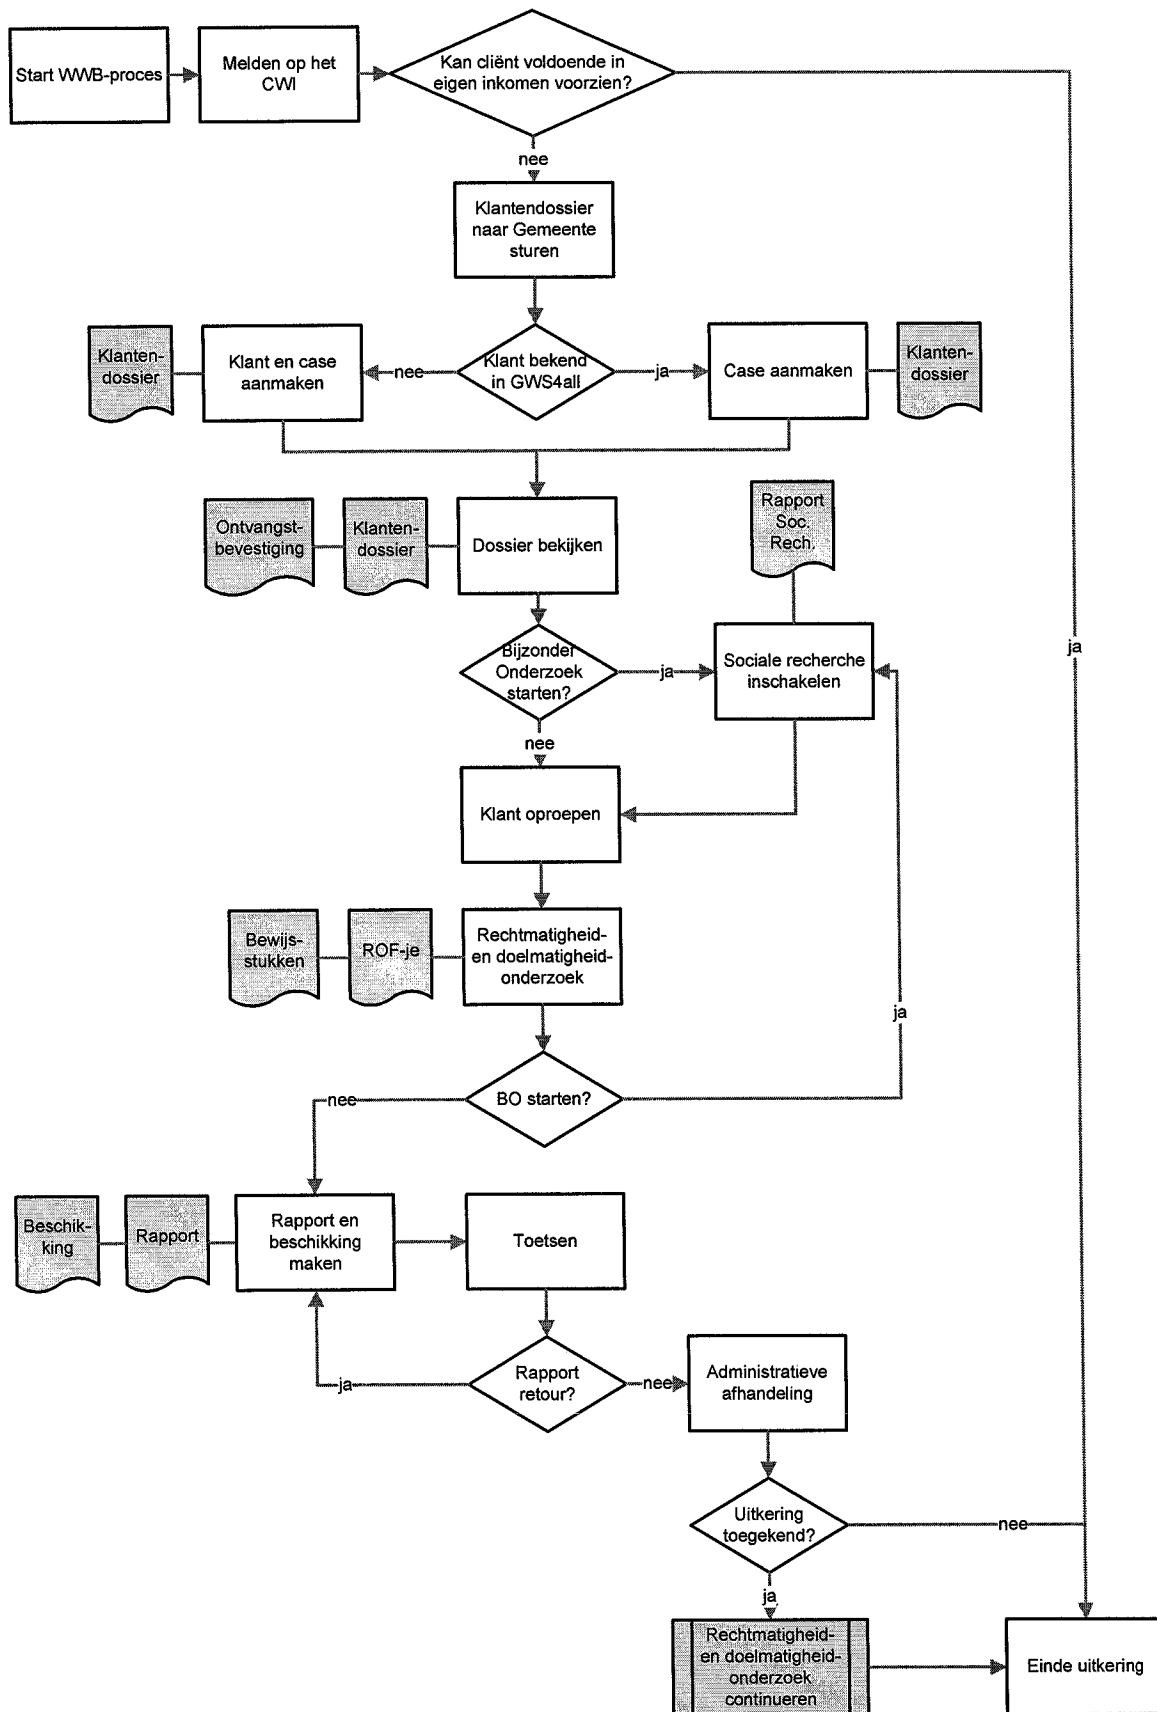 Start WWB-proces
Melden op het
CWI
Kan cliënt voldoende in
eigen inkomen voorzien?
nee
Klantendossier
naar Gemeente
sturen
Klanten-
dossier
Klant en case
aanmaken
nee
Klant bekend
in GWS4all
ja
Case aanmaken
Klanten-
dossier
Ontvangst-
bevestiging
Klanten-
dossier
Dossier bekijken
Rapport
Soc.
Rech.
Bijzonder
Onderzoek
starten?
ja
Sociale recherche
inschakelen
ja
nee
Klant oproepen
Bewijs-
stukken
ROF-je
Rechtmatigheid-
en doelmatigheid-
onderzoek
ja
BO starten?
nee
Beschik-
king
Rapport
Rapport en
beschikking
maken
Toetsen
Rapport
retour?
ja
nee
Administratieve
afhandeling
Uitkering
toegekend?
nee
ja
Rechtmatigheid-
en doelmatigheid-
onderzoek
continueren
Einde uitkering